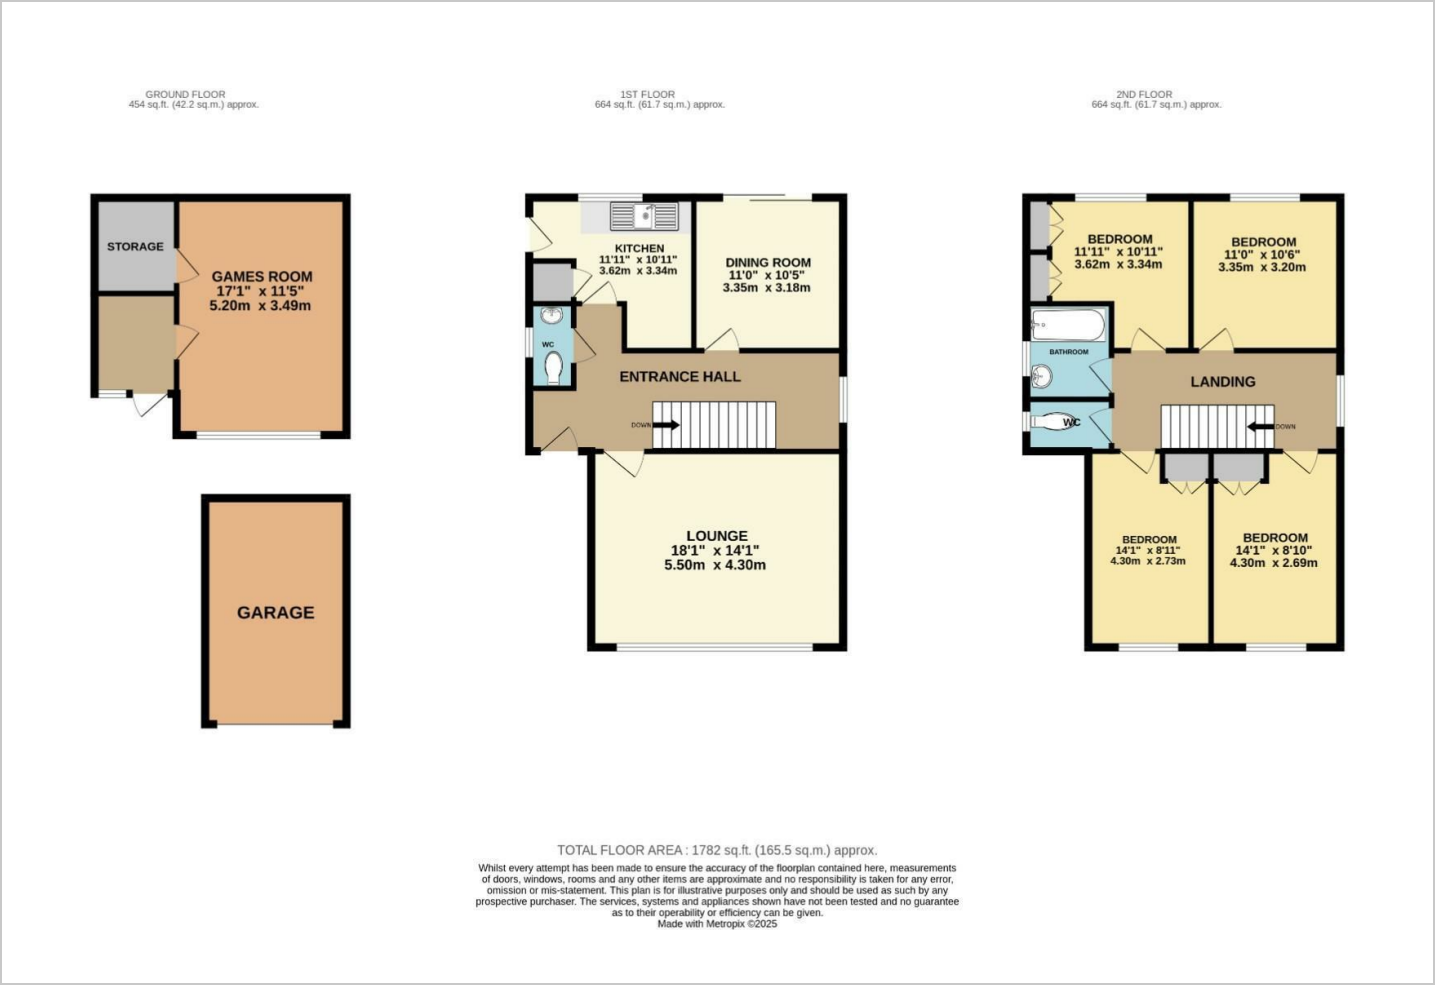 GROUND FLOOR
454 sq.ft. (42.2 sq.m.) approx.
1ST FLOOR
664 sq.ft. (61.7 sq.m.) approx.
2ND FLOOR
664 sq.ft. (61.7 sq.m.) approx.
STORAGE
GAMES ROOM
17'1" x 11'5"
5.20m x 3.49m
GARAGE
KITCHEN
11'11" x 10'11"
3.62m x 3.34m
DINING ROOM
11'0" x 10'5"
3.35m x 3.18m
WC
ENTRANCE HALL
DOWN
LOUNGE
18'1" x 14'1"
5.50m x 4.30m
BEDROOM
11'11" x 10'11"
3.62m x 3.34m
BEDROOM
11'0" x 10'6"
3.35m x 3.20m
BATHROOM
LANDING
WC
DOWN
BEDROOM
14'1" x 8'11"
4.30m x 2.73m
BEDROOM
14'1" x 8'10"
4.30m x 2.69m
TOTAL FLOOR AREA : 1782 sq.ft. (165.5 sq.m.) approx.
Whilst every attempt has been made to ensure the accuracy of the floorplan contained here, measurements
of doors, windows, rooms and any other items are approximate and no responsibility is taken for any error,
omission or mis-statement. This plan is for illustrative purposes only and should be used as such by any
prospective purchaser. The services, systems and appliances shown have not been tested and no guarantee
as to their operability or efficiency can be given.
Made with Metropix ©2025